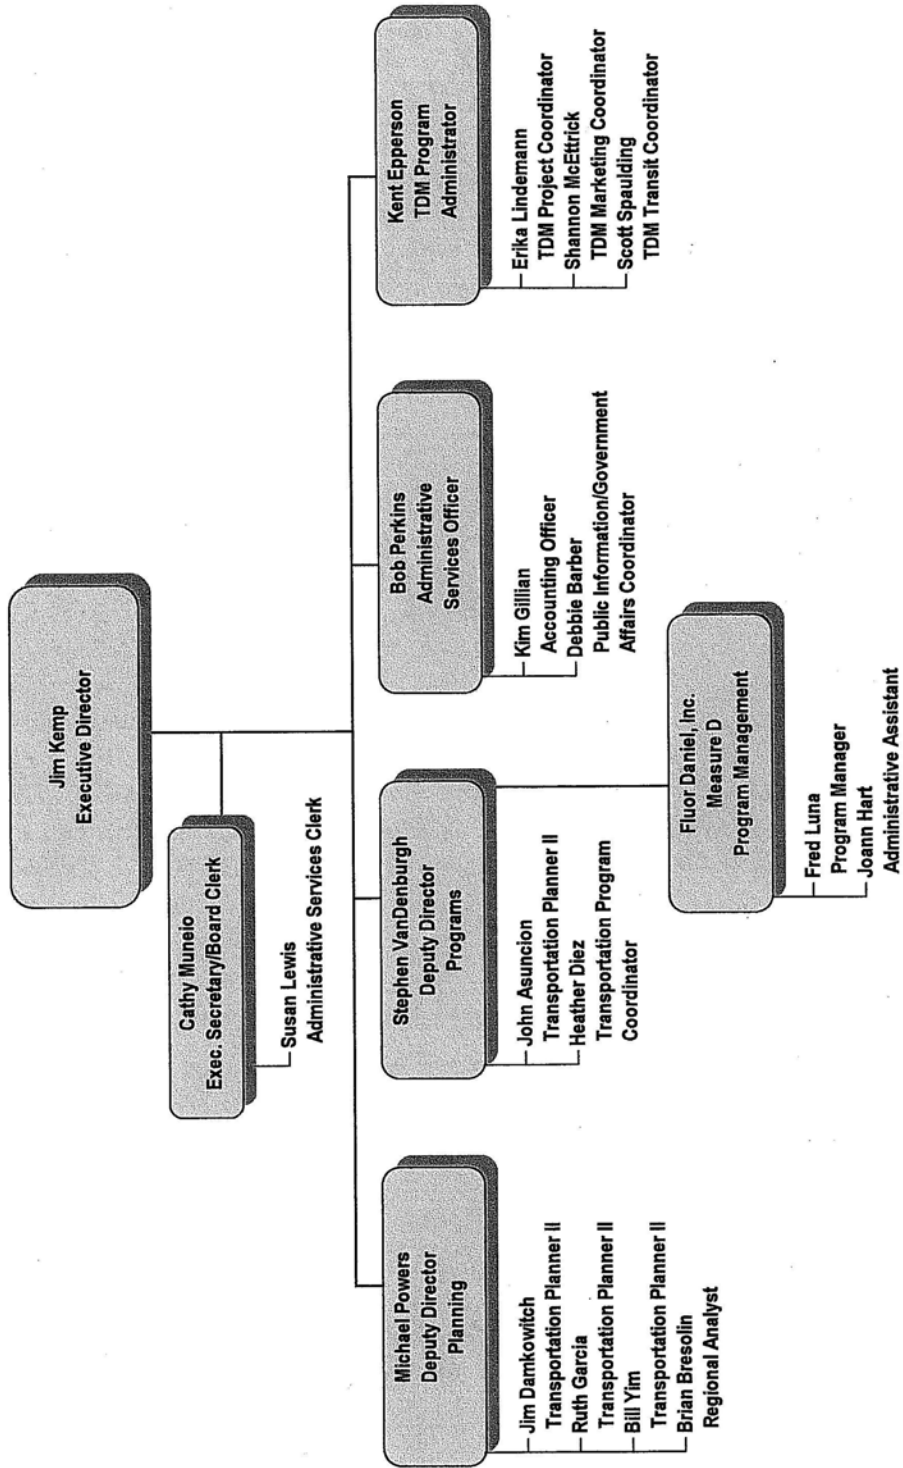 Jim Kemp
Executive Director
Cathy Muneio
Exec. Secretary/Board Clerk
Susan Lewis
Administrative Services Clerk
Michael Powers
Deputy Director
Planning
Jim Damkowitch
Transportation Planner II
Ruth Garcia
Transportation Planner II
Bill Yim
Transportation Planner II
Brian Bresolin
Regional Analyst
Stephen VanDenburgh
Deputy Director
Programs
John Asuncion
Transportation Planner II
Heather Diez
Transportation Program
Coordinator
Fluor Daniel, Inc.
Measure D
Program Management
Fred Luna
Program Manager
Joann Hart
Administrative Assistant
Bob Perkins
Administrative
Services Officer
Kim Gillian
Accounting Officer
Debbie Barber
Public Information/Government
Affairs Coordinator
Kent Epperson
TDM Program
Administrator
Erika Lindemann
TDM Project Coordinator
Shannon McEttrick
TDM Marketing Coordinator
Scott Spaulding
TDM Transit Coordinator